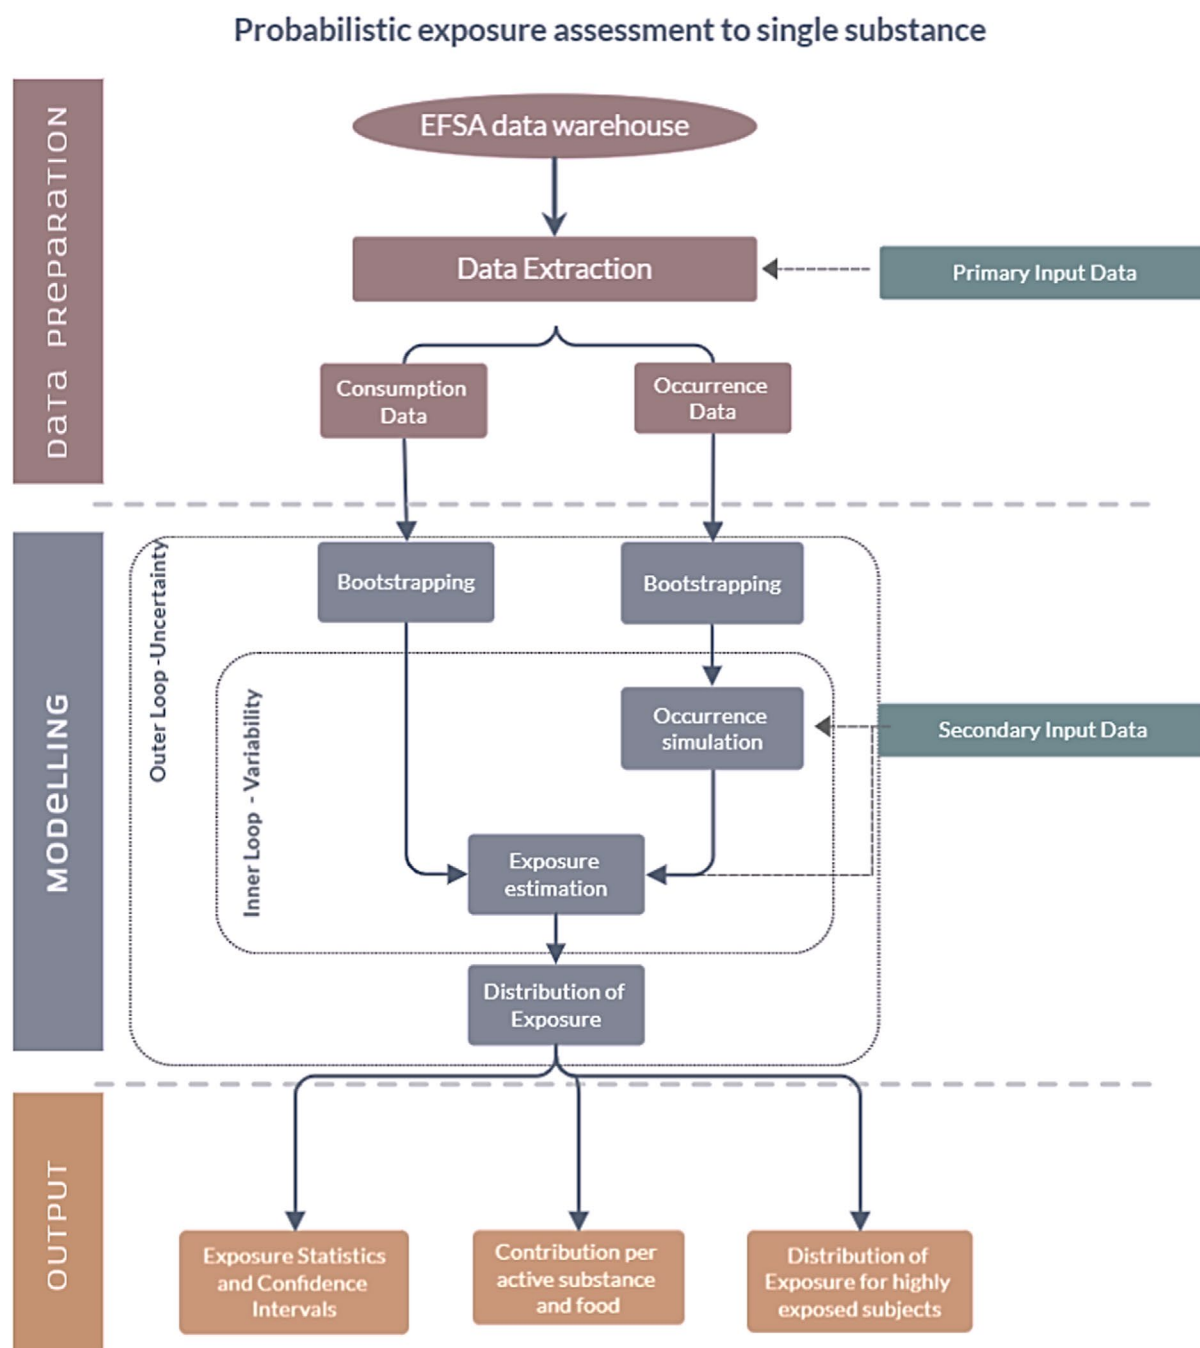 Probabilistic exposure assessment to single substance
DATA PREPARATION
EFSA data warehouse
Data Extraction
Primary Input Data
Consumption
Data
Occurrence
Data
MODELLING
Outer Loop -Uncertainty
Bootstrapping
Bootstrapping
Inner Loop - Variability
Occurrence
simulation
Secondary Input Data
Exposure
estimation
Distribution of
Exposure
OUTPUT
Exposure Statistics
and Confidence
Intervals
Contribution per
active substance
and food
Distribution of
Exposure for highly
exposed subjects